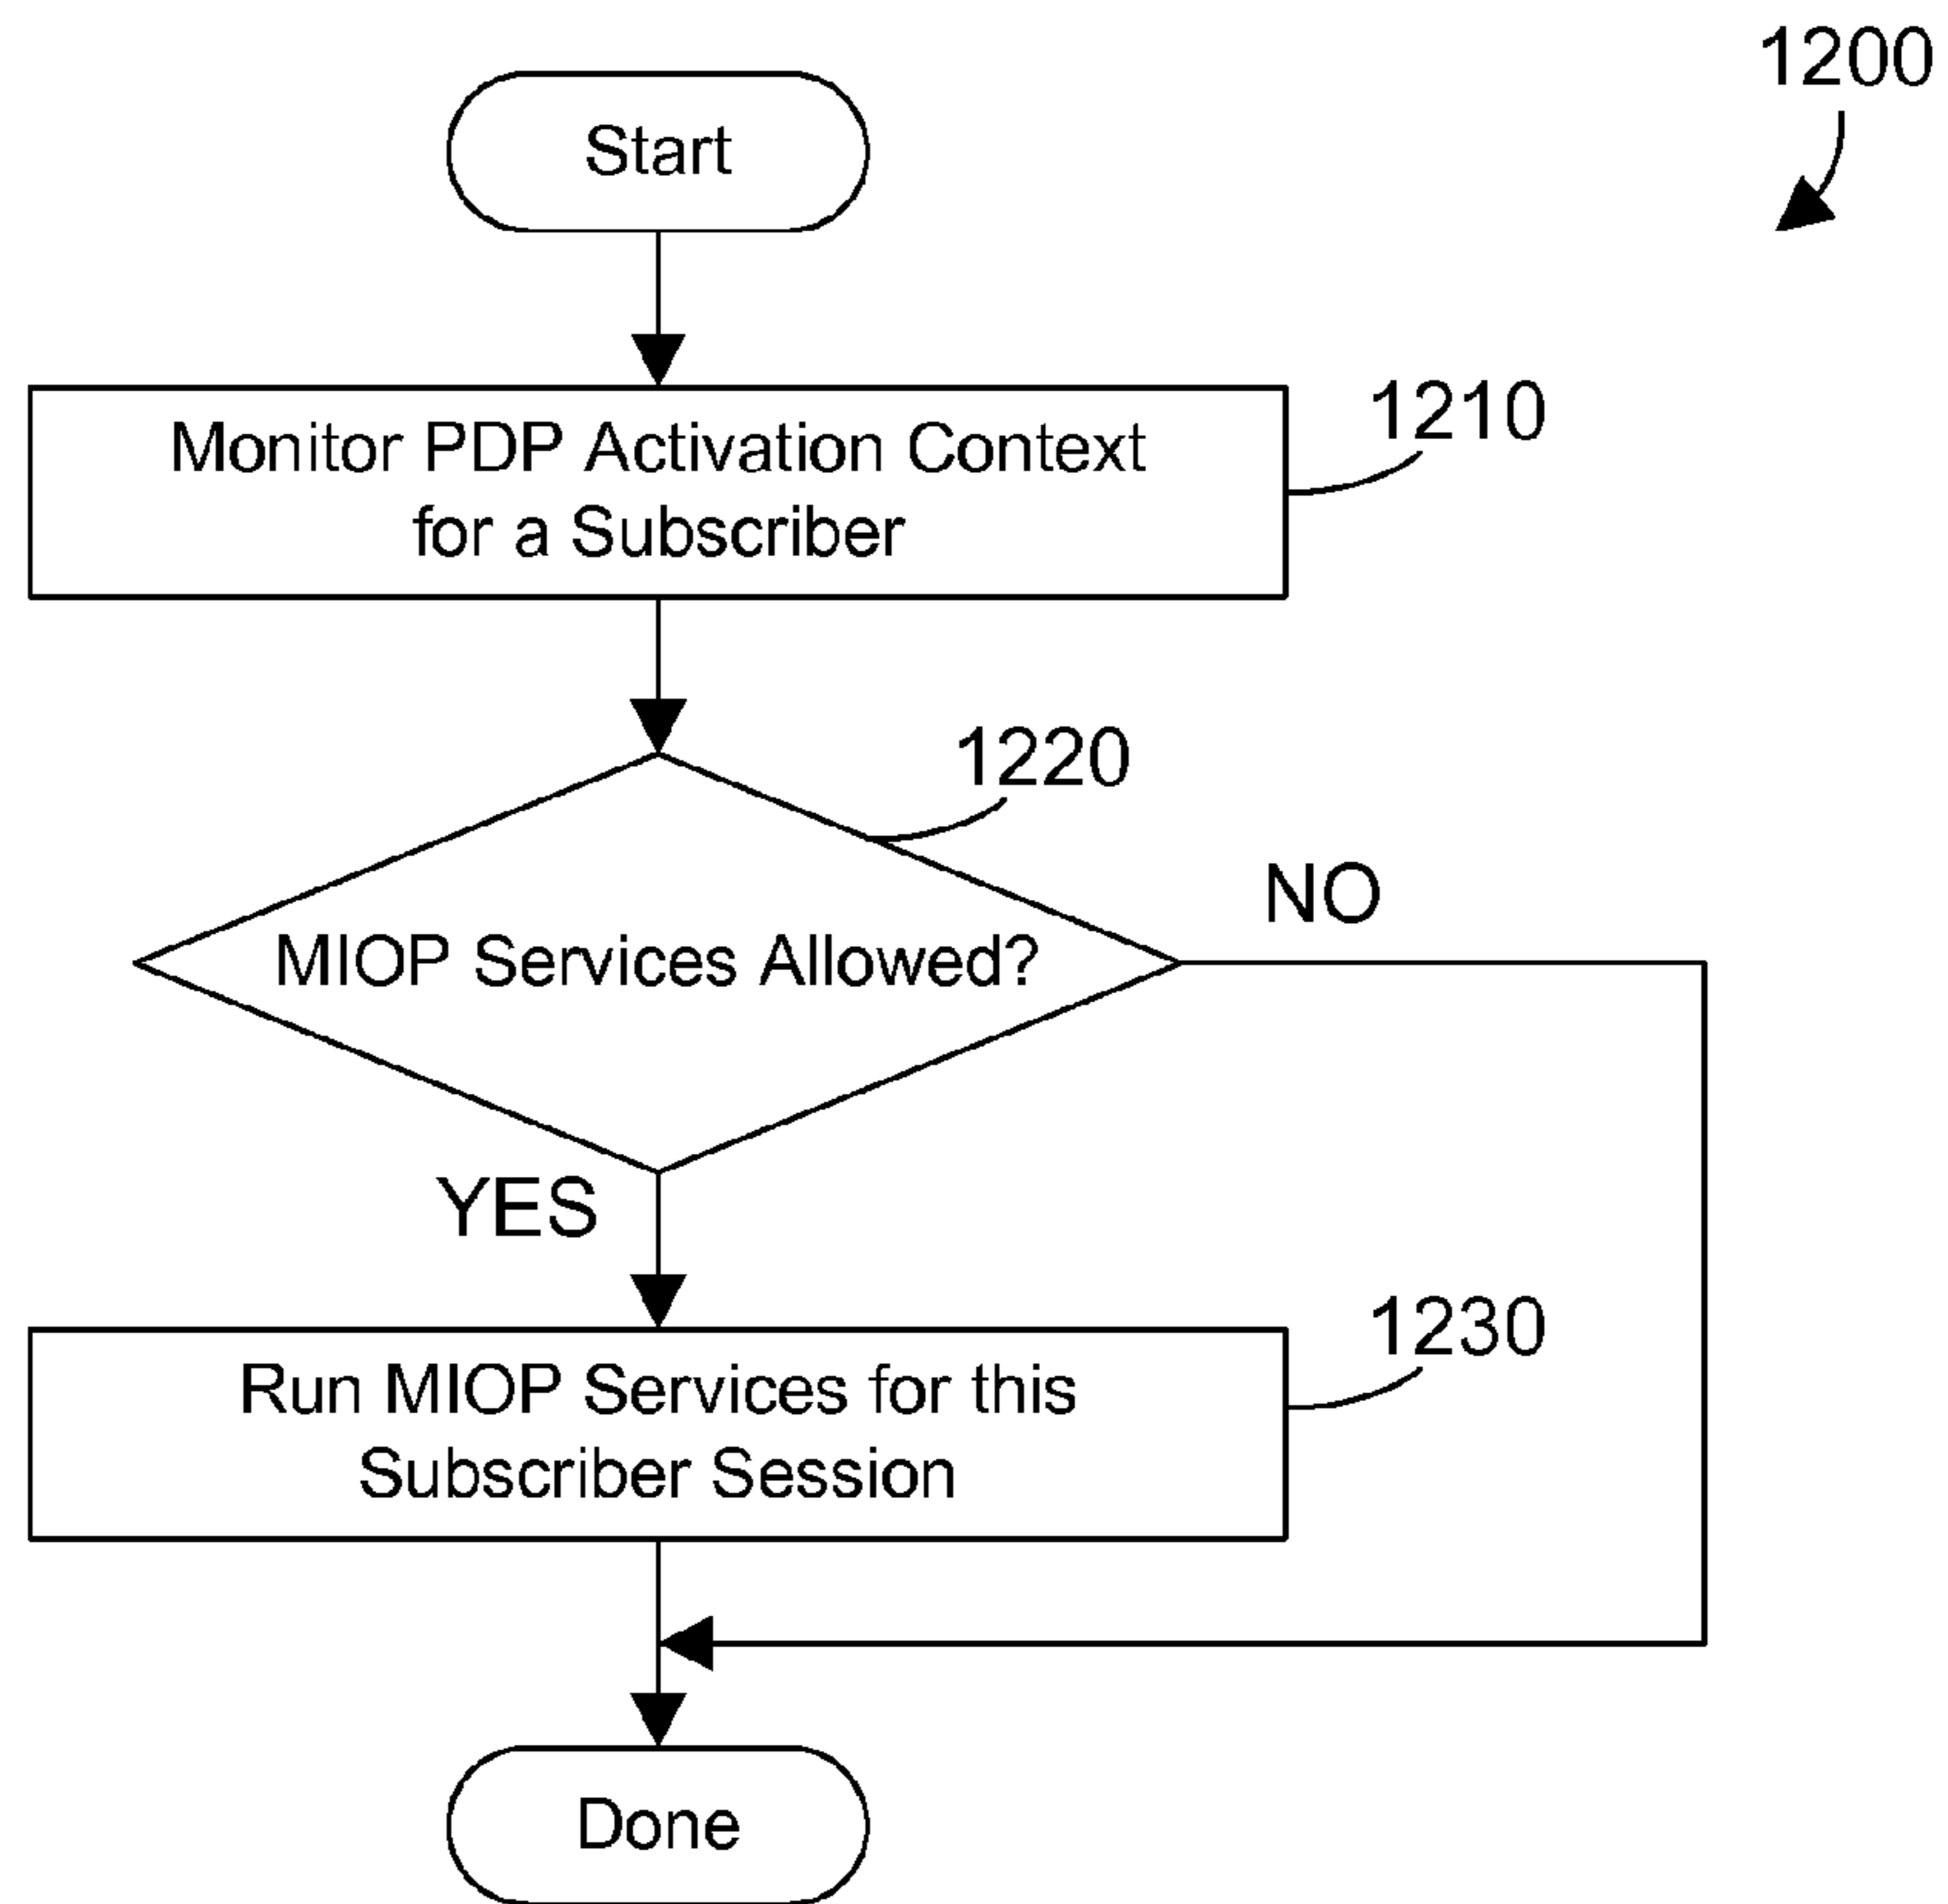 1200
Start
Monitor PDP Activation Context
for a Subscriber
1210
1220
MIOP Services Allowed?
NO
YES
Run MIOP Services for this
Subscriber Session
1230
Done